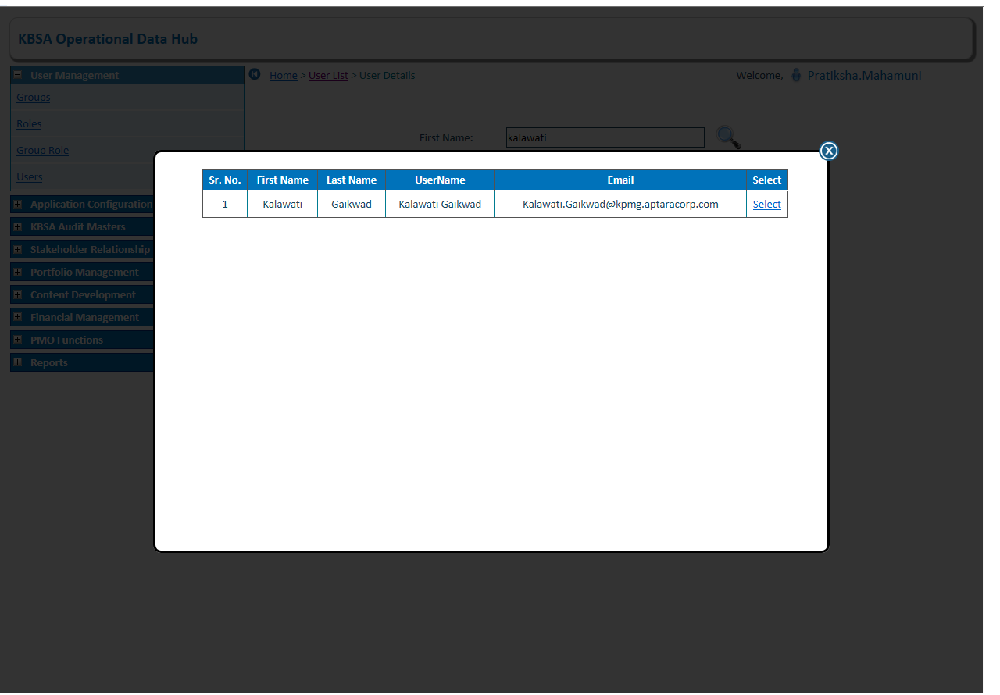 KBSA Operational Data Hub
User Management
Home > User List > User Details
Welcome, Pratiksha.Mahamuni
Groups
Roles
First Name: kalawati
Group Role
Users
Application Configuration
KBSA Audit Masters
Stakeholder Relationship
Portfolio Management
Content Development
Financial Management
PMO Functions
Reports
X
Sr. No. First Name Last Name UserName Email Select
1 Kalawati Gaikwad Kalawati Gaikwad Kalawati.Gaikwad@kpmg.aptaracorp.com Select